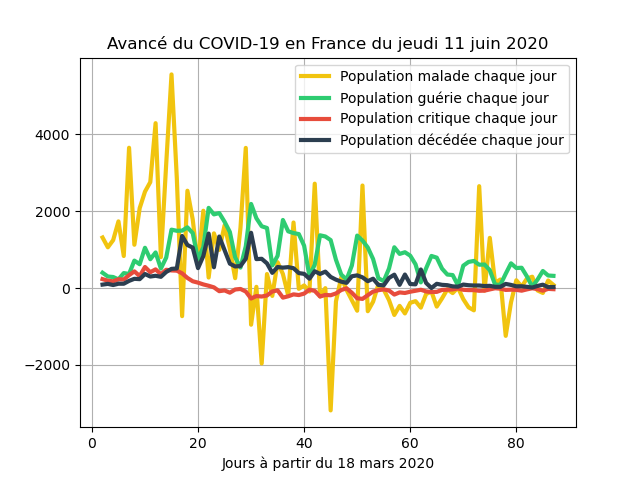 Avancé du COVID-19 en France du jeudi 11 juin 2020
Population malade chaque jour
Population guérie chaque jour
Population critique chaque jour
Population décédée chaque jour
4000
2000
0
−2000
0 20 40 60 80
Jours à partir du 18 mars 2020